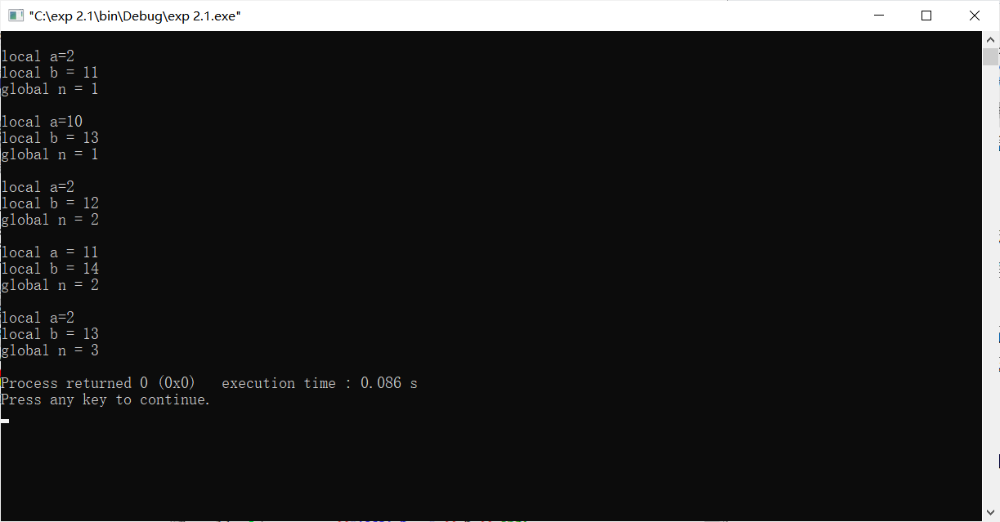 "C:\exp 2.1\bin\Debug\exp 2.1.exe"
local a=2
local b = 11
global n = 1
local a=10
local b = 13
global n = 1
local a=2
local b = 12
global n = 2
local a = 11
local b = 14
global n = 2
local a=2
local b = 13
global n = 3
Process returned 0 (0x0)   execution time : 0.086 s
Press any key to continue.